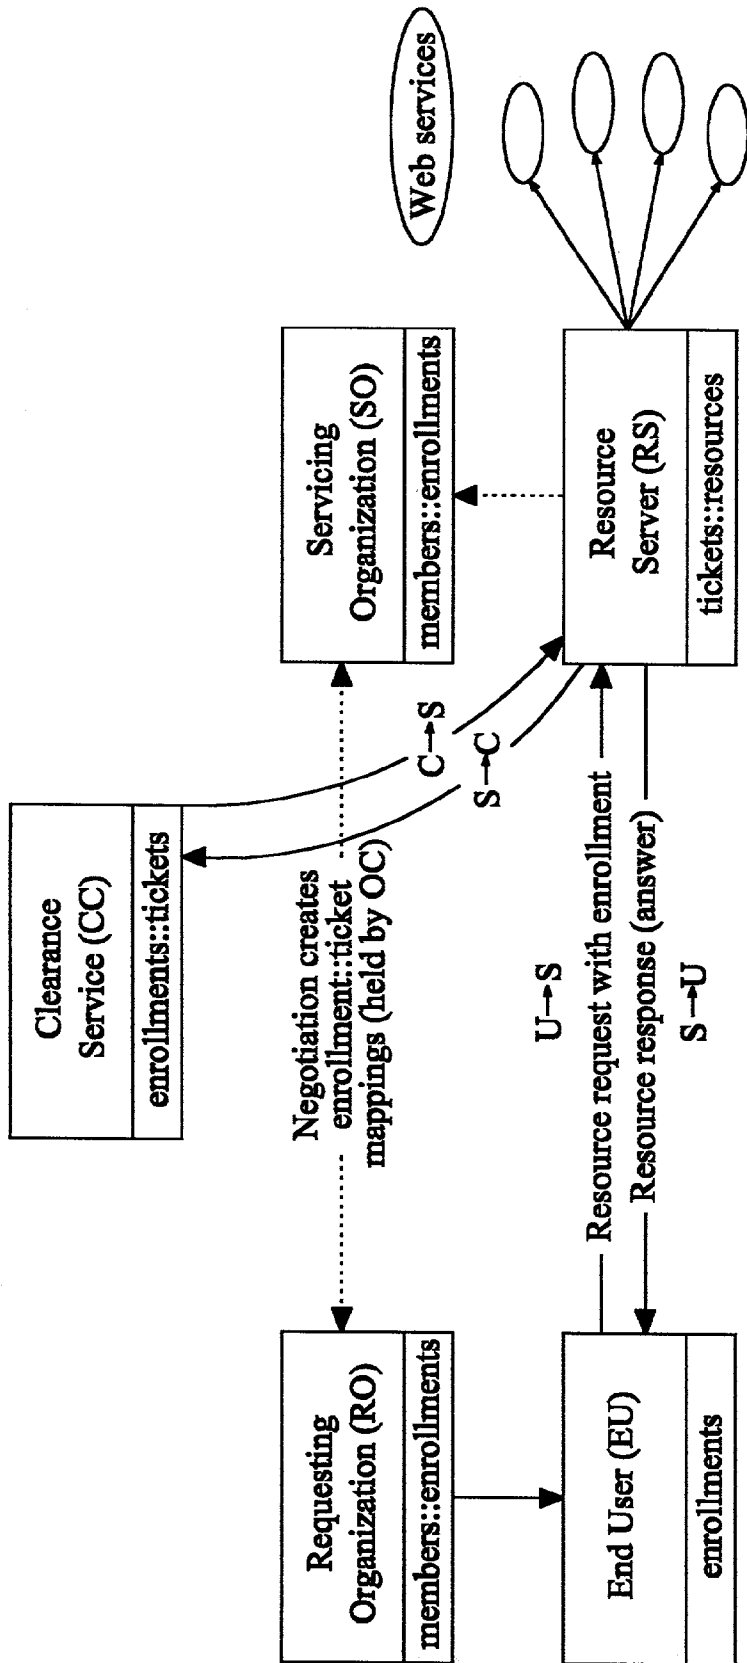 Clearance
Service (CC)
enrollments::tickets
Requesting
Organization (RO)
members::enrollments
Negotiation creates
enrollment::ticket
mappings (held by OC)
C→S
S→C
Servicing
Organization (SO)
members::enrollments
Web services
End User (EU)
enrollments
U→S
Resource request with enrollment
Resource response (answer)
S→U
Resource
Server (RS)
tickets::resources